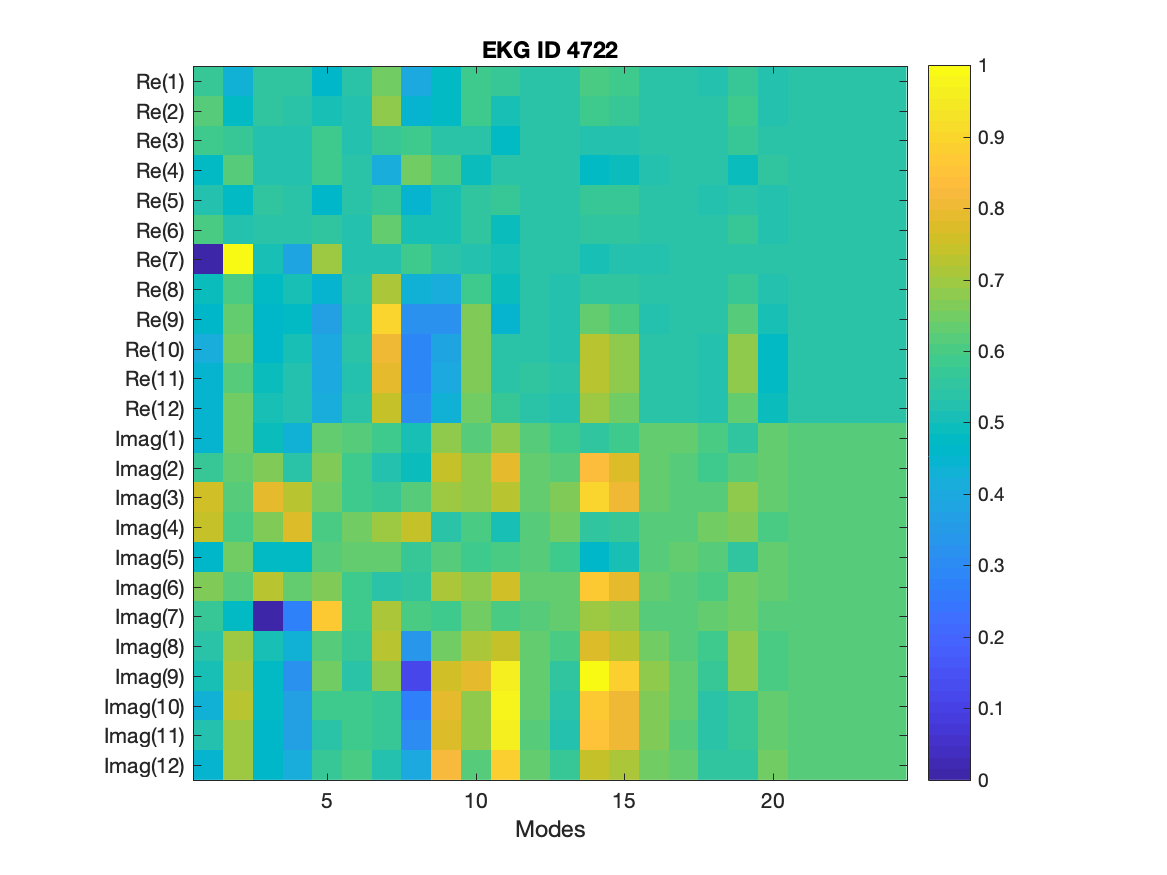 EKG ID 4722
Re(1)
Re(2)
Re(3)
Re(4)
Re(5)
Re(6)
Re(7)
Re(8)
Re(9)
Re(10)
Re(11)
Re(12)
Imag(1)
Imag(2)
Imag(3)
Imag(4)
Imag(5)
Imag(6)
Imag(7)
Imag(8)
Imag(9)
Imag(10)
Imag(11)
Imag(12)
5 10 15 20
Modes
1
0.9
0.8
0.7
0.6
0.5
0.4
0.3
0.2
0.1
0